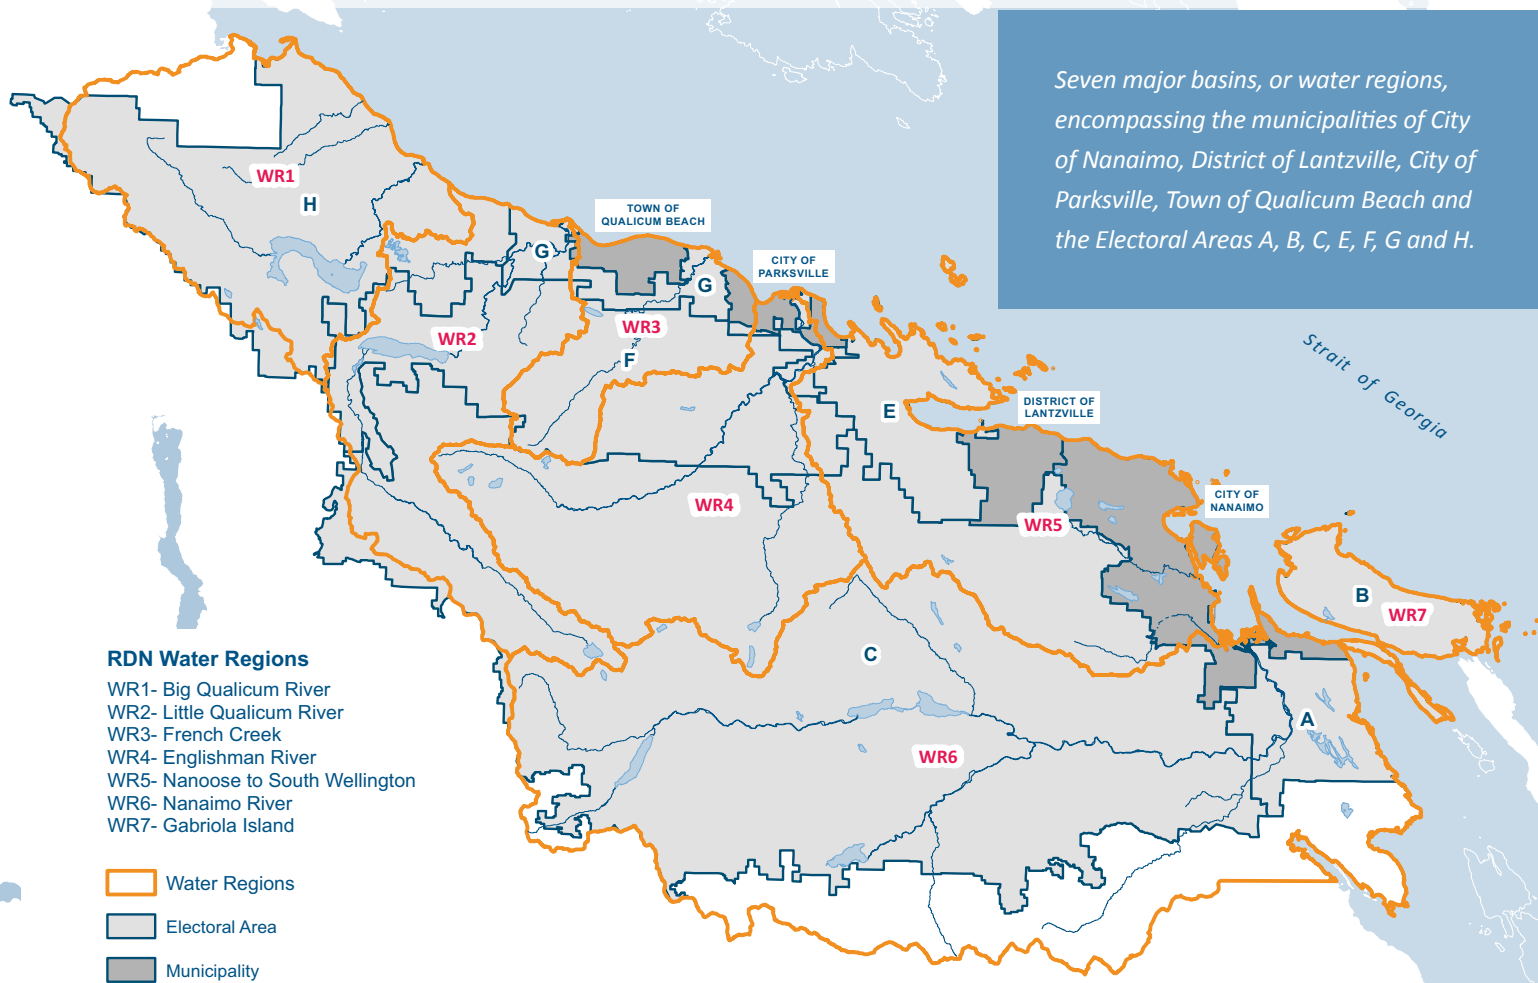 Seven major basins, or water regions,
encompassing the municipalities of City
of Nanaimo, District of Lantzville, City of
Parksville, Town of Qualicum Beach and
the Electoral Areas A, B, C, E, F, G and H.
WR1
H
TOWN OF
QUALICUM BEACH
G
CITY OF
PARKSVILLE
G
WR2
WR3
F
Strait of Georgia
E
DISTRICT OF
LANTZVILLE
WR4
WR5
CITY OF
NANAIMO
B
WR7
C
A
WR6
RDN Water Regions
WR1- Big Qualicum River
WR2- Little Qualicum River
WR3- French Creek
WR4- Englishman River
WR5- Nanoose to South Wellington
WR6- Nanaimo River
WR7- Gabriola Island
Water Regions
Electoral Area
Municipality